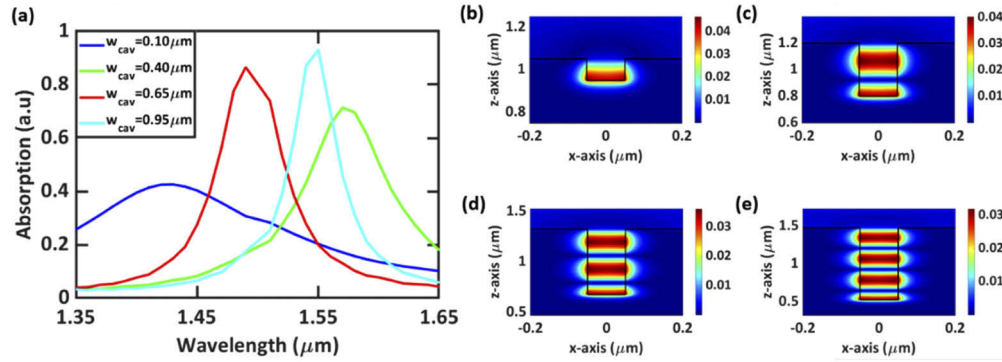 (a)
Absorption (a.u)
1
0.8
0.6
0.4
0.2
0
w_cav=0.10μm
w_cav=0.40μm
w_cav=0.65μm
w_cav=0.95μm
1.35
1.45
1.55
1.65
Wavelength (μm)
(b)
z-axis (μm)
1.2
1
0.8
-0.2
0
0.2
x-axis (μm)
0.04
0.03
0.02
0.01
(c)
z-axis (μm)
1.4
1.2
1
0.8
0.6
-0.2
0
0.2
x-axis (μm)
0.04
0.03
0.02
0.01
(d)
z-axis (μm)
1.5
1
0.5
-0.2
0
0.2
x-axis (μm)
0.03
0.02
0.01
(e)
z-axis (μm)
1.5
1
0.5
-0.2
0
0.2
x-axis (μm)
0.03
0.02
0.01